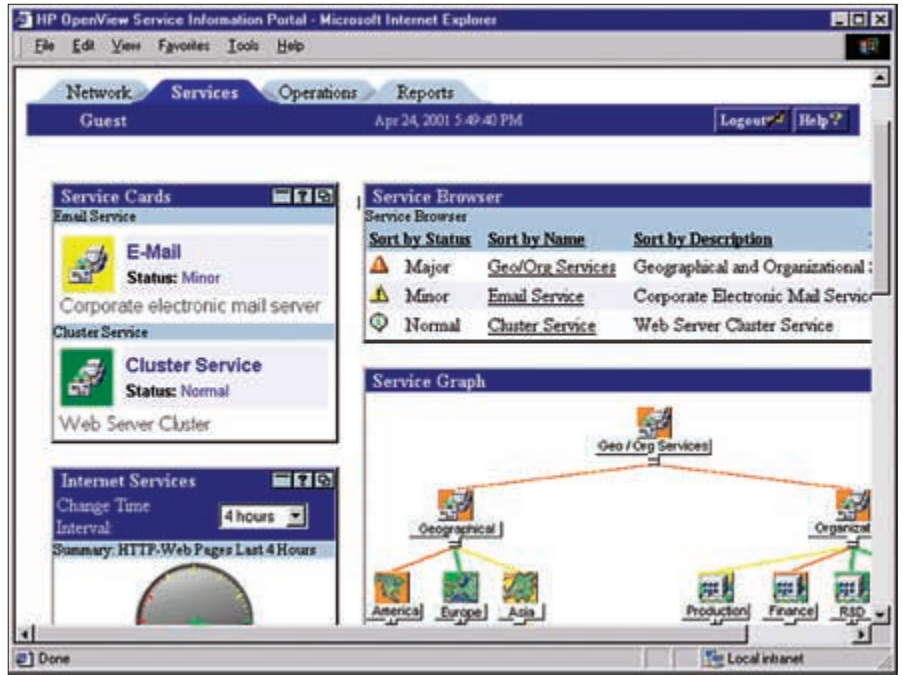 HP OpenView Service Information Portal - Microsoft Internet Explorer
File Edit View Favorites Tools Help
Network Services Operations Reports
Guest Apr 24, 2001 5:49:40 PM Logout Help?
Service Cards
Email Service
E-Mail
Status: Minor
Corporate electronic mail server
Cluster Service
Cluster Service
Status: Normal
Web Server Cluster
Internet Services
Change Time
Interval:
4 hours
Summary: HTTP-Web Pages Last 4 Hours
Service Browser
Service Browser
Sort by Status Sort by Name Sort by Description
Major Geo/Org Services Geographical and Organizational
Minor Email Service Corporate Electronic Mail Service
Normal Cluster Service Web Server Cluster Service
Service Graph
Geo / Org Services
Geographical Organizat
America Europe Asia Production Finance R&D
Done Local intranet